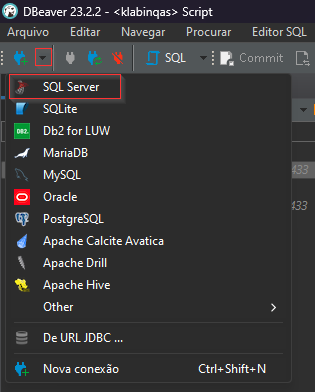 DBeaver 23.2.2 - <klabinqas> Script
Arquivo Editar Navegar Procurar Editor SQL
SQL Commit
SQL Server
SQLite
DB2. Db2 for LUW
MariaDB
433
MySQL
Oracle
433
PostgreSQL
Apache Calcite Avatica
Apache Drill
Apache Hive
Other
De URL JDBC ...
Nova conexão Ctrl+Shift+N